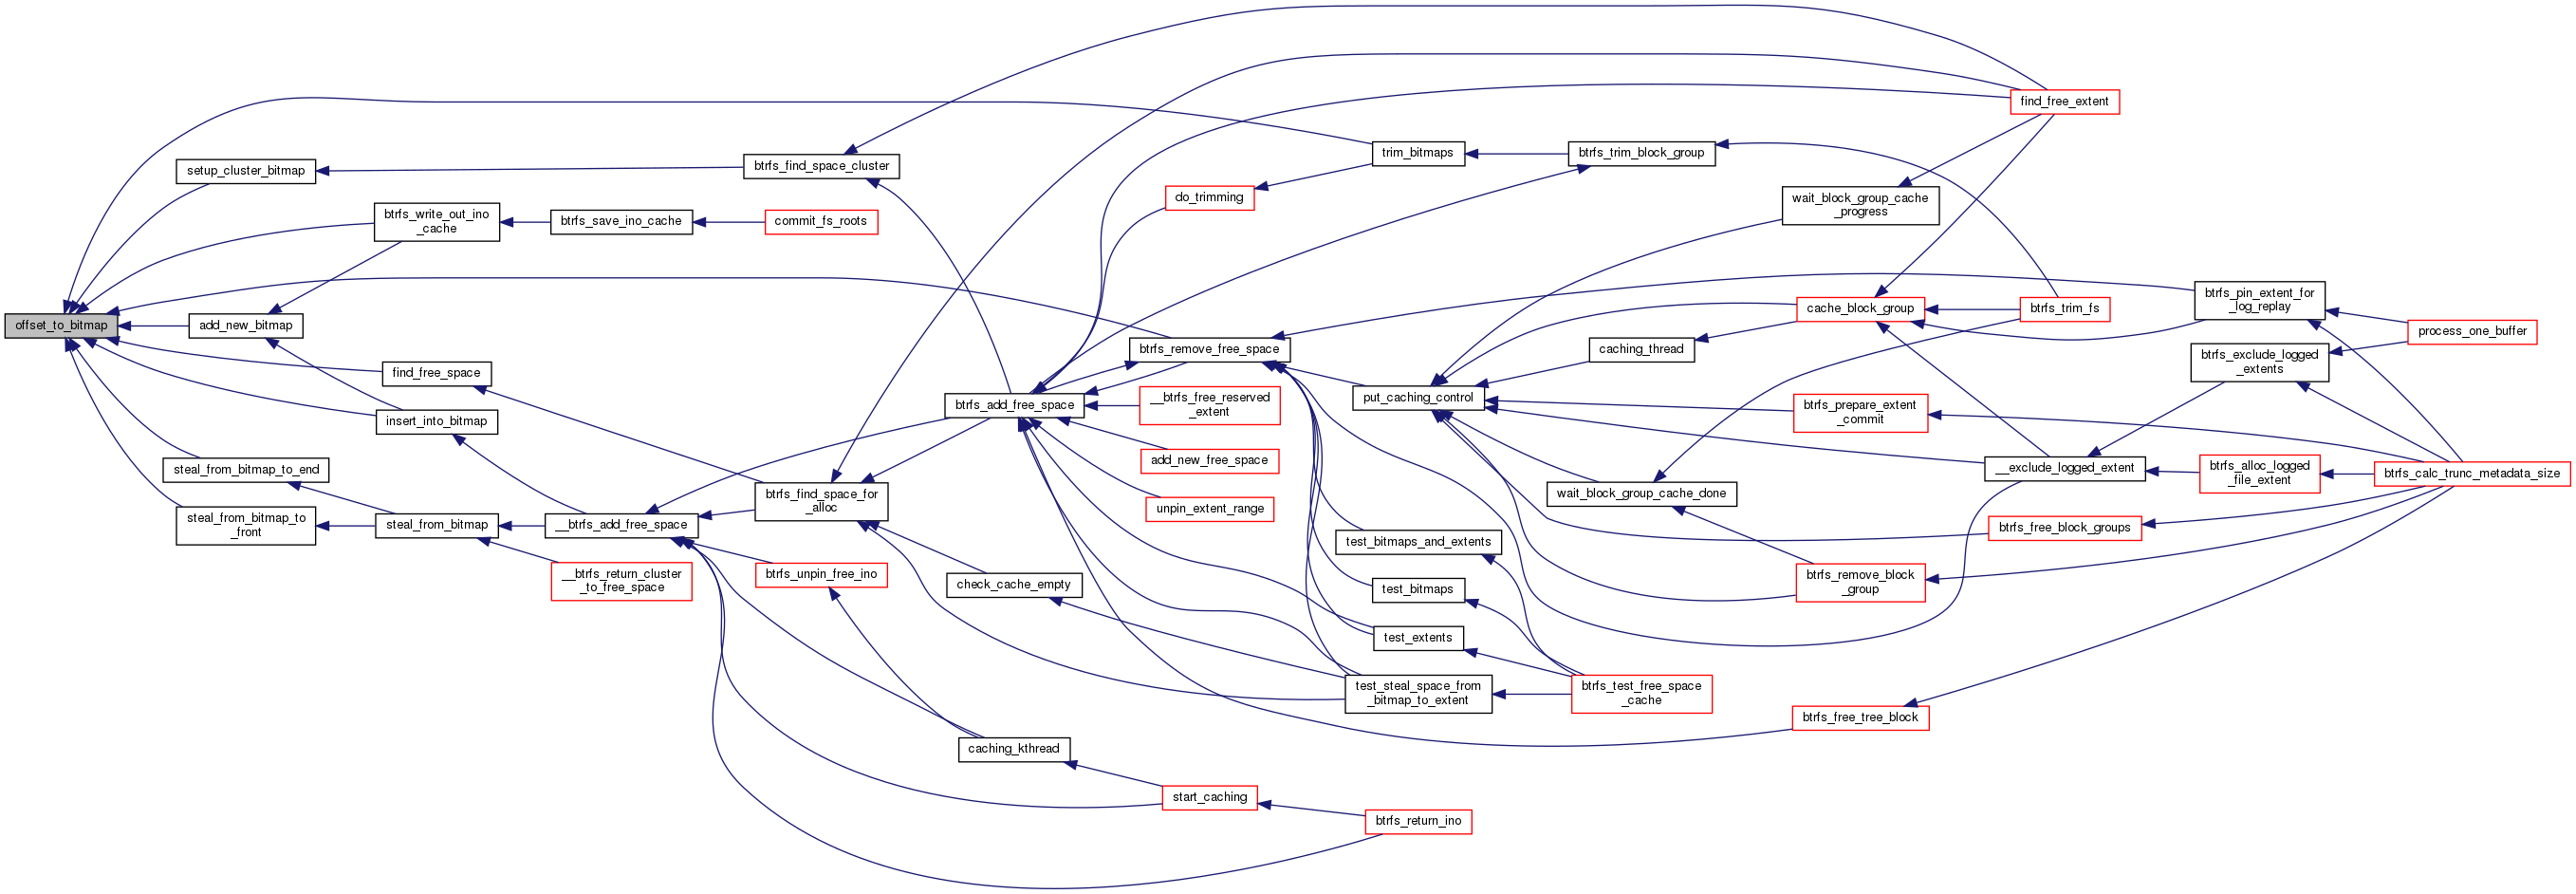 find_free_extent
trim_bitmaps
btrfs_trim_block_group
setup_cluster_bitmap
btrfs_find_space_cluster
do_trimming
wait_block_group_cache
_progress
btrfs_write_out_ino
_cache
btrfs_save_ino_cache
commit_fs_roots
btrfs_pin_extent_for
_log_replay
offset_to_bitmap
add_new_bitmap
cache_block_group
btrfs_trim_fs
process_one_buffer
btrfs_remove_free_space
caching_thread
btrfs_exclude_logged
_extents
find_free_space
btrfs_add_free_space
__btrfs_free_reserved
_extent
put_caching_control
btrfs_prepare_extent
_commit
insert_into_bitmap
add_new_free_space
steal_from_bitmap_to_end
__exclude_logged_extent
btrfs_alloc_logged
_file_extent
btrfs_calc_trunc_metadata_size
btrfs_find_space_for
_alloc
wait_block_group_cache_done
unpin_extent_range
steal_from_bitmap_to
_front
steal_from_bitmap
__btrfs_add_free_space
btrfs_free_block_groups
test_bitmaps_and_extents
__btrfs_return_cluster
_to_free_space
btrfs_unpin_free_ino
check_cache_empty
test_bitmaps
btrfs_remove_block
_group
test_extents
test_steal_space_from
_bitmap_to_extent
btrfs_test_free_space
_cache
btrfs_free_tree_block
caching_kthread
start_caching
btrfs_return_ino